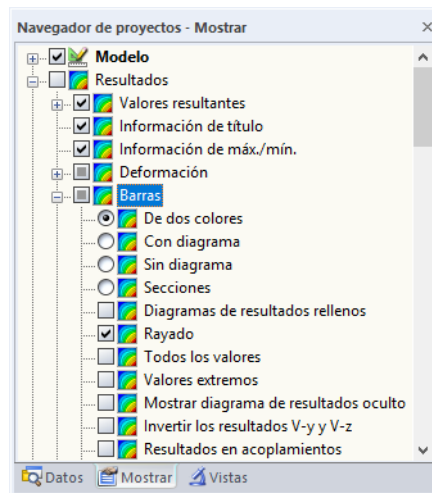 Navegador de proyectos - Mostrar
Modelo
Resultados
Valores resultantes
Información de título
Información de máx./mín.
Deformación
Barras
De dos colores
Con diagrama
Sin diagrama
Secciones
Diagramas de resultados rellenos
Rayado
Todos los valores
Valores extremos
Mostrar diagrama de resultados oculto
Invertir los resultados V-y y V-z
Resultados en acoplamientos
Datos Mostrar Vistas